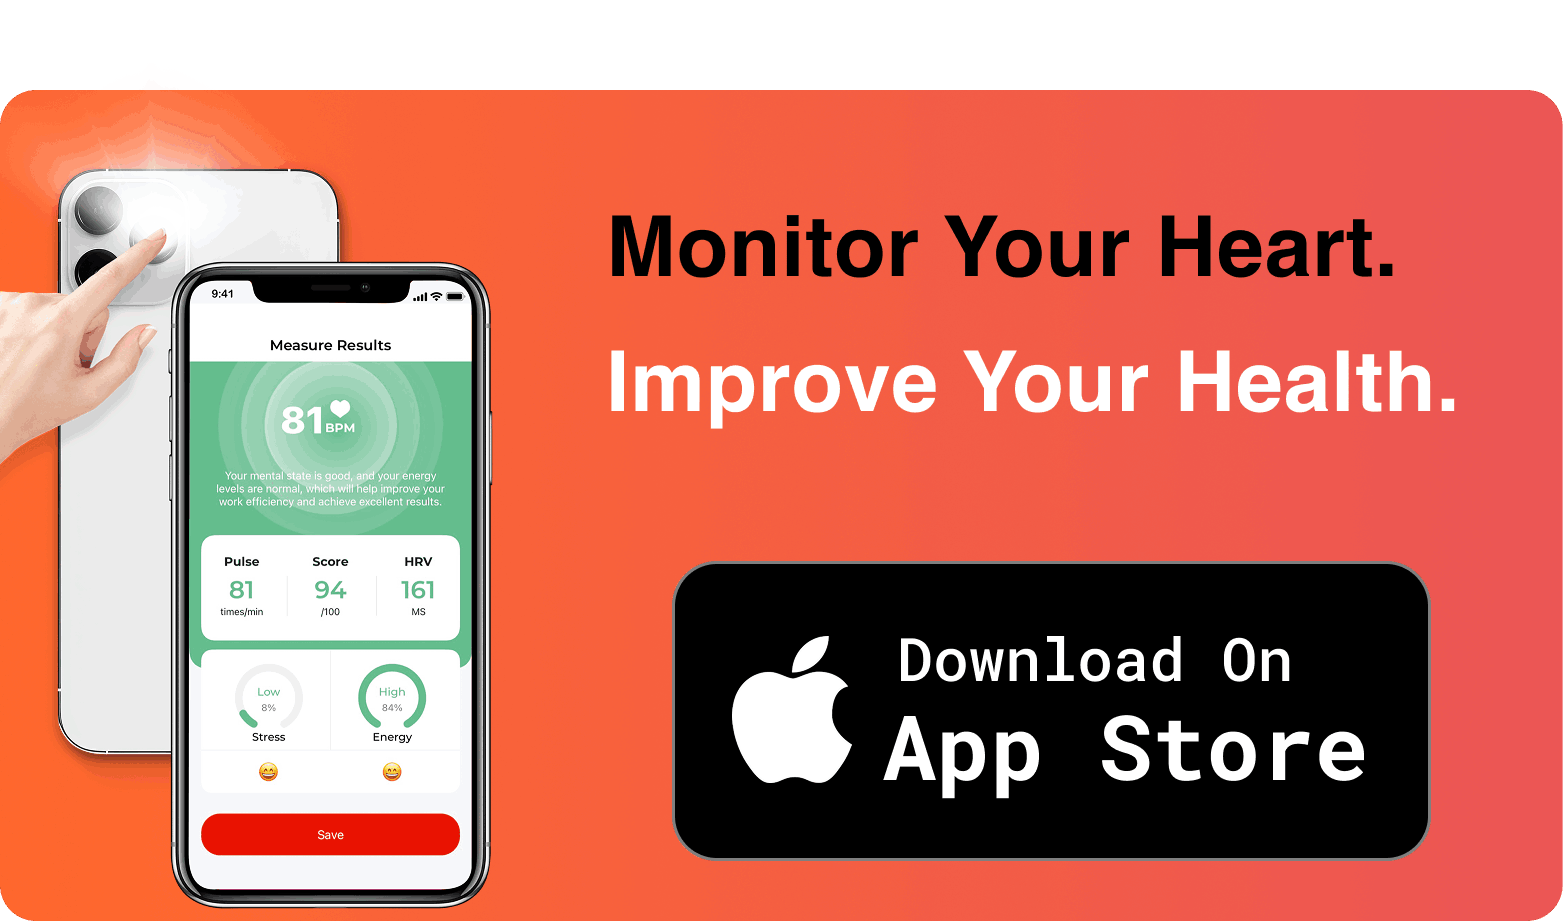 Monitor Your Heart.
Improve Your Health.
9:41
Measure Results
81 BPM
Your mental state is good, and your energy
levels are normal, which will help improve your
work efficiency and achieve excellent results.
Pulse Score HRV
81 94 161
times/min /100 MS
Low High
8% 84%
Stress Energy
Save
Download On
App Store